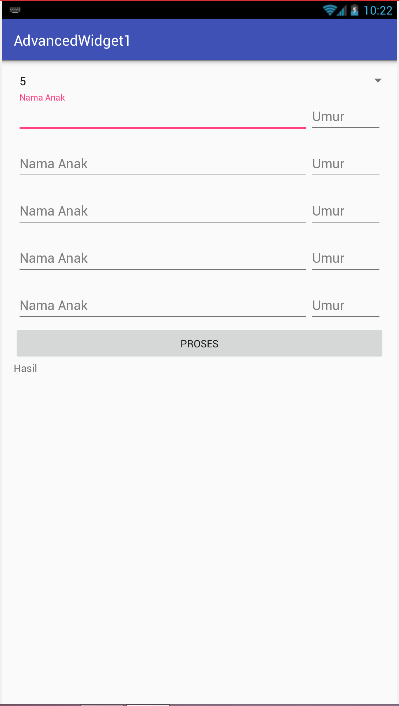 10:22
AdvancedWidget1
5
Nama Anak
Umur
Nama Anak Umur
Nama Anak Umur
Nama Anak Umur
Nama Anak Umur
PROSES
Hasil